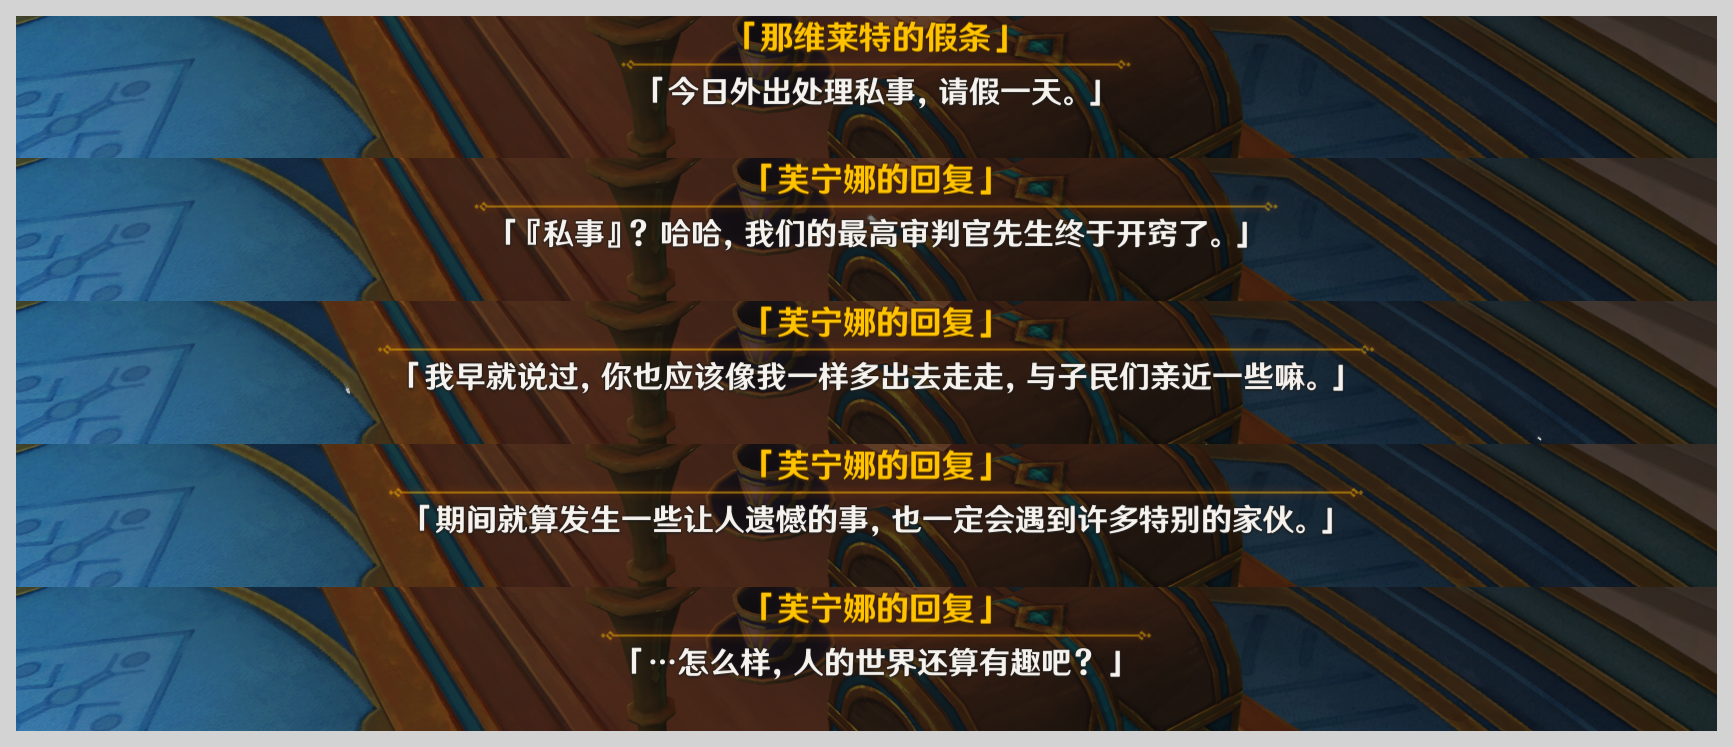 「那维莱特的假条」
「今日外出处理私事，请假一天。」
「芙宁娜的回复」
「『私事』？哈哈，我们的最高审判官先生终于开窍了。」
「芙宁娜的回复」
「我早就说过，你也应该像我一样多出去走走，与子民们亲近一些嘛。」
「芙宁娜的回复」
「期间就算发生一些让人遗憾的事，也一定会遇到许多特别的家伙。」
「芙宁娜的回复」
「…怎么样，人的世界还算有趣吧？」